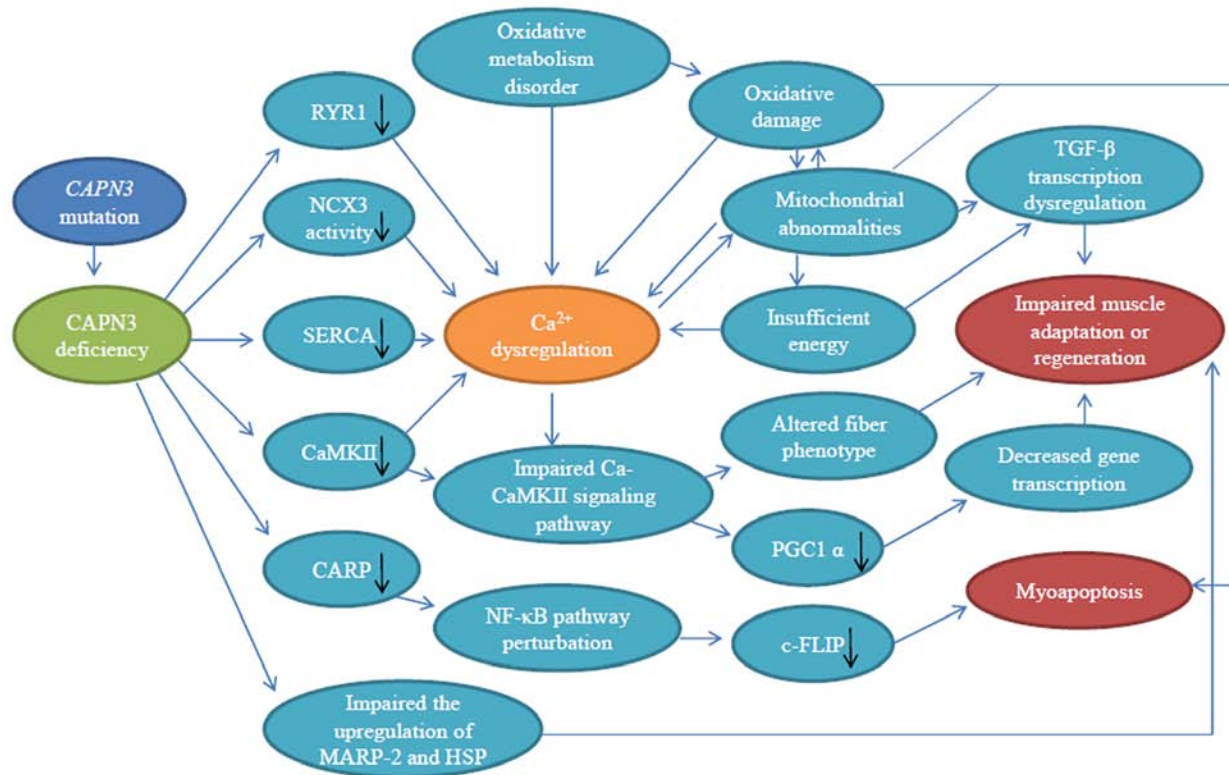 Oxidative
metabolism
disorder
Oxidative
damage
RYR1
TGF-β
transcription
dysregulation
CAPN3
mutation
NCX3
activity
Mitochondrial
abnormalities
CAPN3
deficiency
SERCA
Ca2+
dysregulation
Insufficient
energy
Impaired muscle
adaptation or
regeneration
CaMKII
Impaired Ca-
CaMKII signaling
pathway
Altered fiber
phenotype
Decreased gene
transcription
PGC1 α
CARP
NF-κB pathway
perturbation
c-FLIP
Myoapoptosis
Impaired the
upregulation of
MARP-2 and HSP